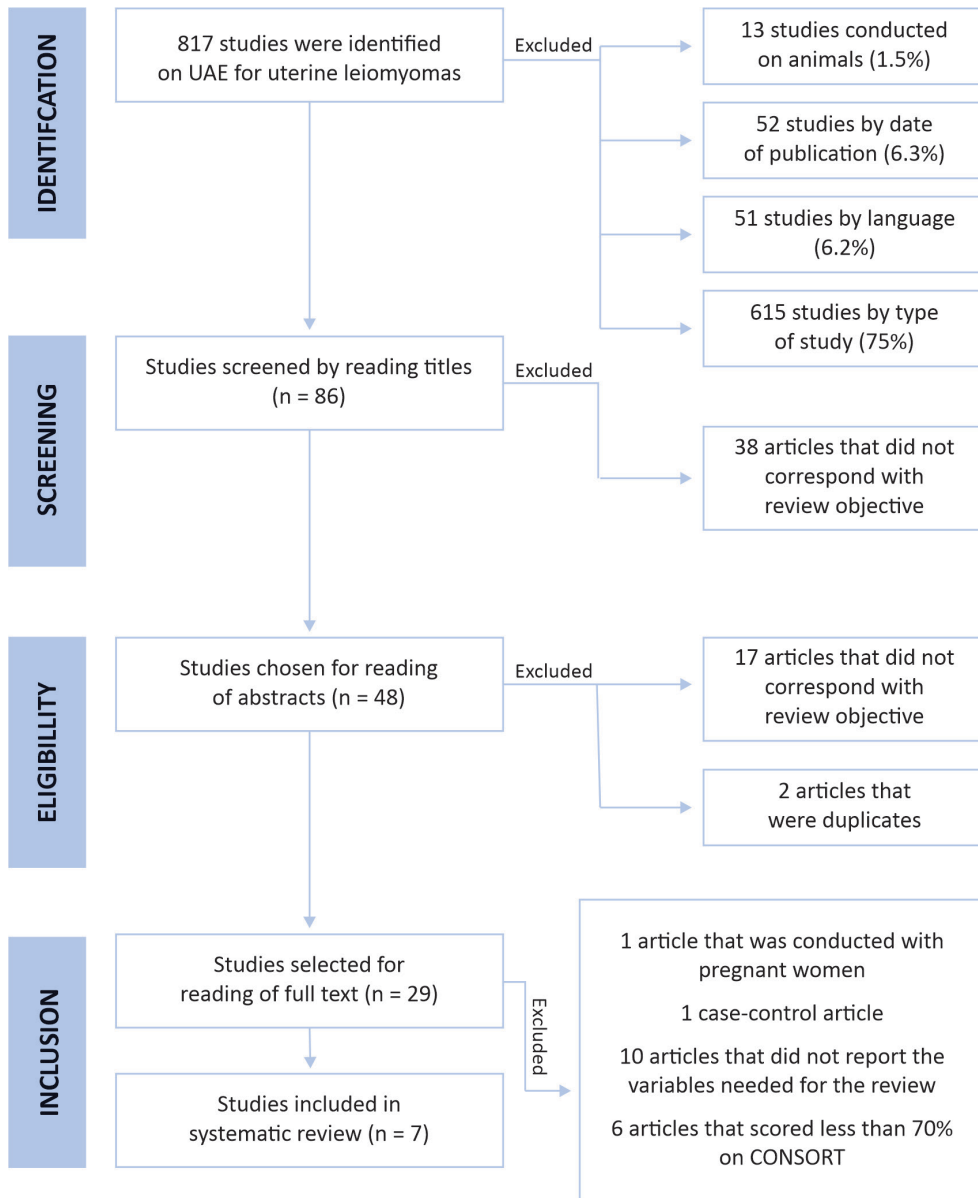 IDENTIFCATION
817 studies were identified
on UAE for uterine leiomyomas
Excluded
13 studies conducted
on animals (1.5%)
52 studies by date
of publication (6.3%)
51 studies by language
(6.2%)
615 studies by type
of study (75%)
SCREENING
Studies screened by reading titles
(n = 86)
Excluded
38 articles that did not
correspond with
review objective
ELIGIBILLITY
Studies chosen for reading
of abstracts (n = 48)
Excluded
17 articles that did not
correspond with
review objective
2 articles that
were duplicates
INCLUSION
Studies selected for
reading of full text (n = 29)
Excluded
1 article that was conducted with
pregnant women
1 case-control article
10 articles that did not report the
variables needed for the review
6 articles that scored less than 70%
on CONSORT
Studies included in
systematic review (n = 7)